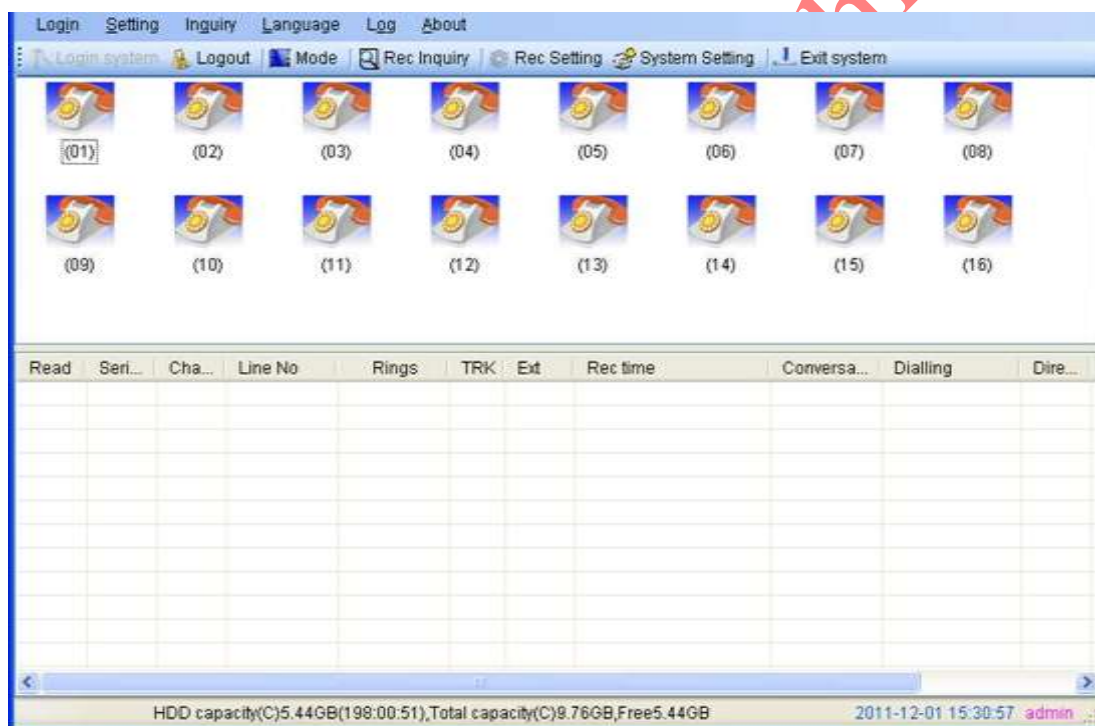 Login Setting Inguiry Language Log About
Login system Logout Mode Rec Inquiry Rec Setting System Setting Exit system
(01) (02) (03) (04) (05) (06) (07) (08)
(09) (10) (11) (12) (13) (14) (15) (16)
Read Seri... Cha... Line No Rings TRK Ext Rec time Conversa... Dialling Dire...
HDD capacity(C)5.44GB(198:00:51),Total capacity(C)9.76GB,Free5.44GB 2011-12-01 15:30:57 admin